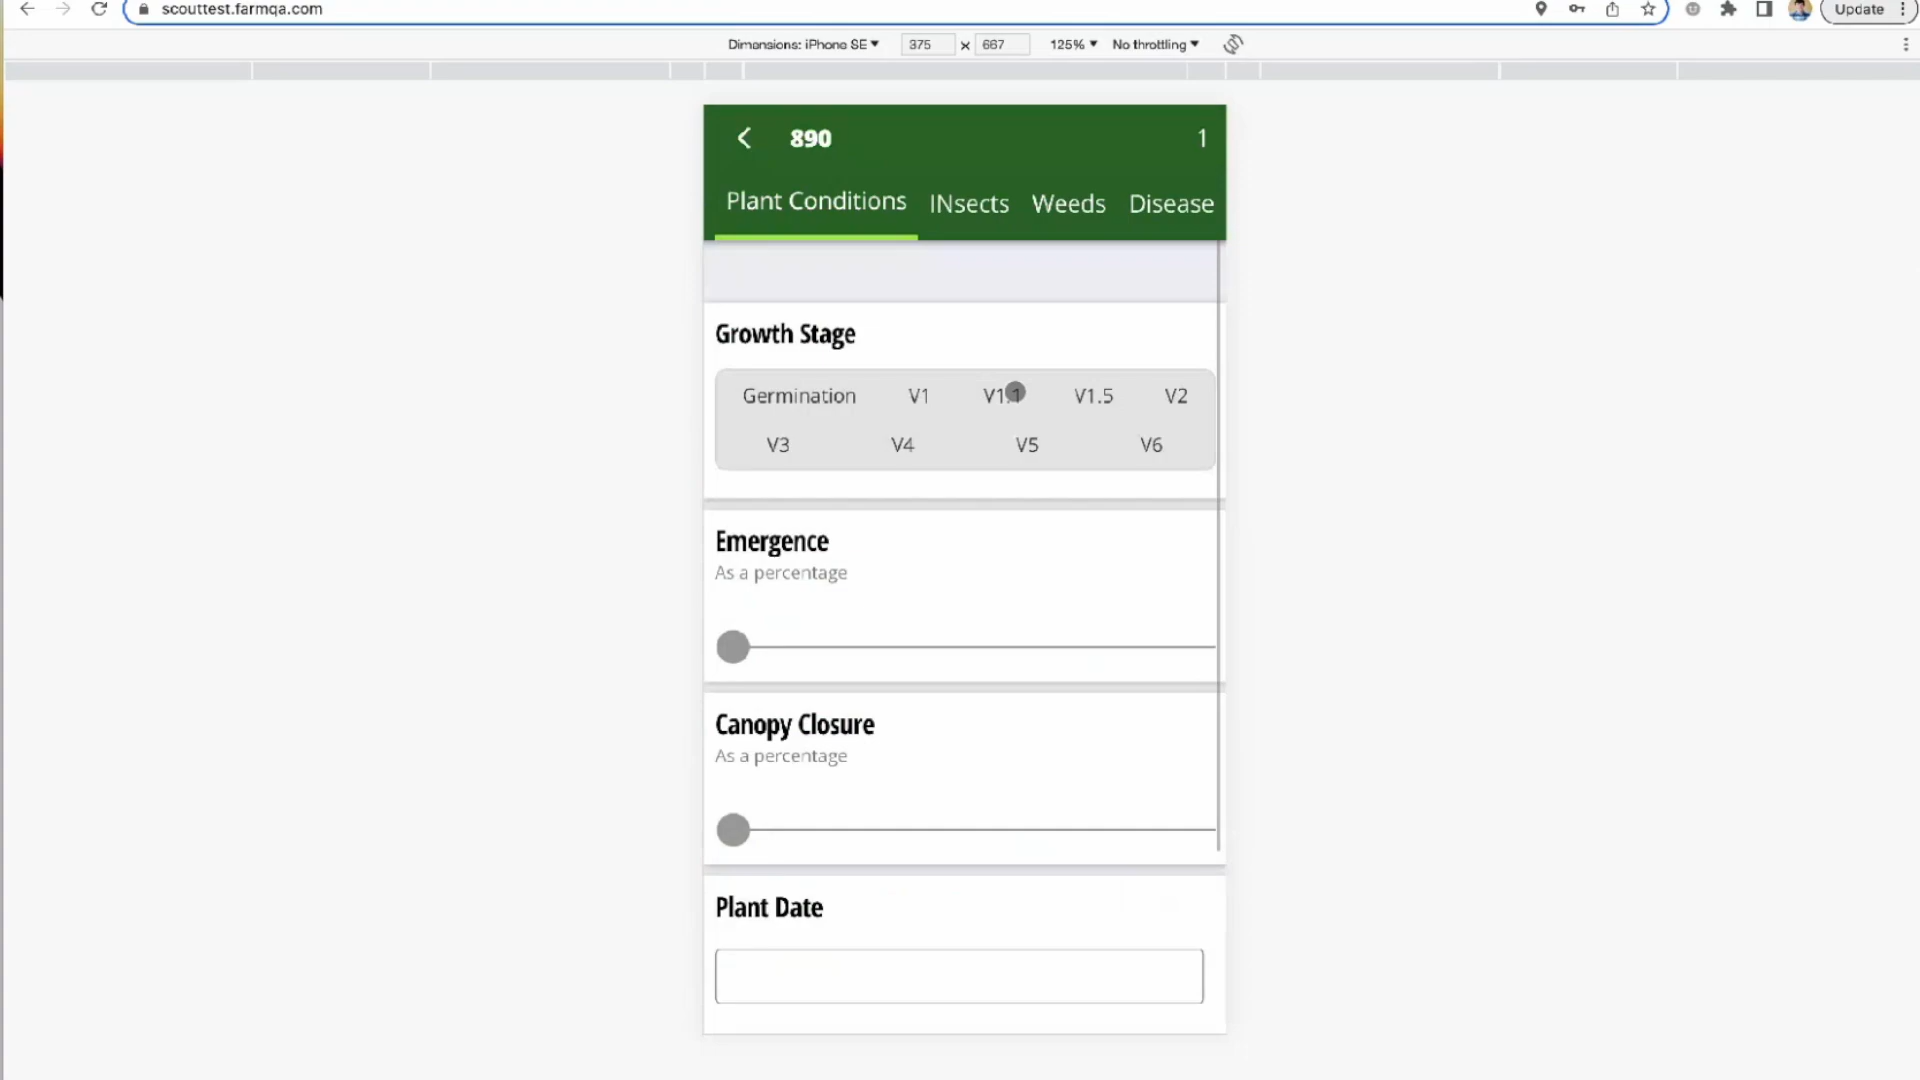 scouttest.farmqa.com
Update
Dimensions: iPhone SE 375 x 667 125% No throttling
890 1
Plant Conditions INsects Weeds Disease
Growth Stage
Germination V1 V1.1 V1.5 V2
V3 V4 V5 V6
Emergence
As a percentage
Canopy Closure
As a percentage
Plant Date